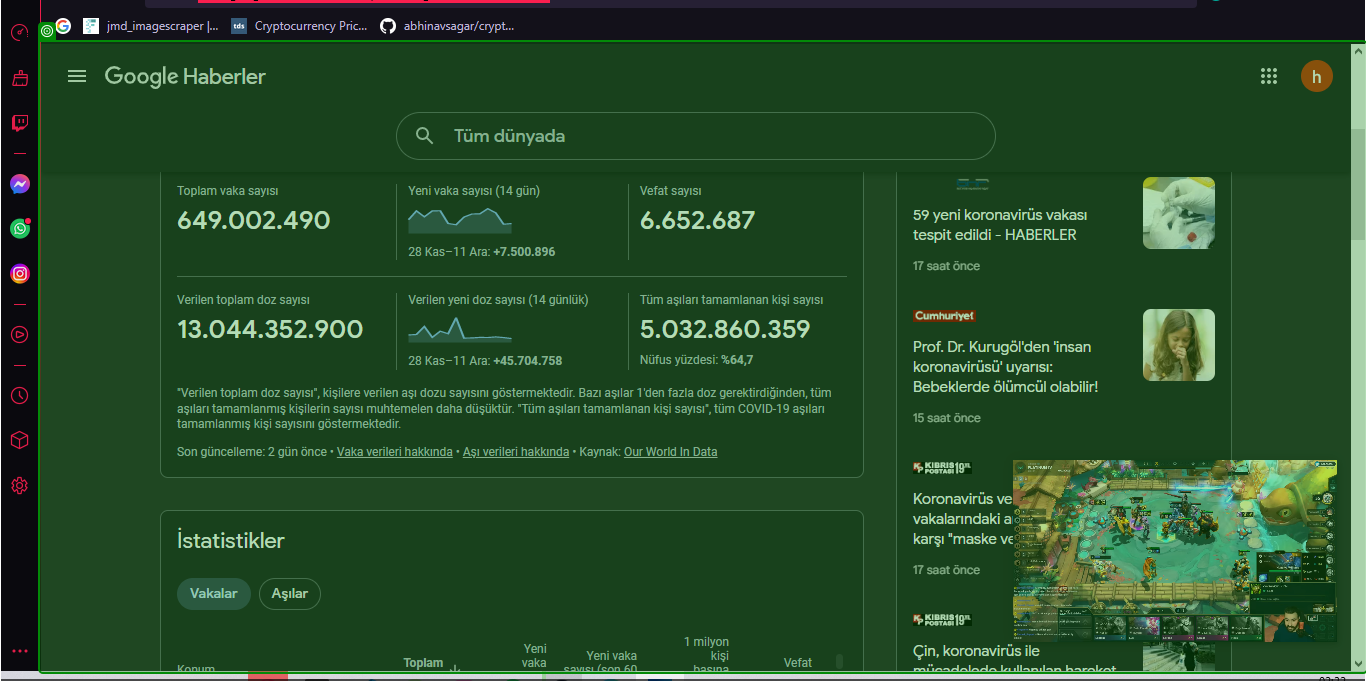 jmd_imagescraper |...
tds Cryptocurrency Pric...
abhinavsagar/crypt...
Google Haberler
h
Tüm dünyada
Toplam vaka sayısı
649.002.490
Yeni vaka sayısı (14 gün)
28 Kas–11 Ara: +7.500.896
Vefat sayısı
6.652.687
Verilen toplam doz sayısı
13.044.352.900
Verilen yeni doz sayısı (14 günlük)
28 Kas–11 Ara: +45.704.758
Tüm aşıları tamamlanan kişi sayısı
5.032.860.359
Nüfus yüzdesi: %64,7
"Verilen toplam doz sayısı", kişilere verilen aşı dozu sayısını göstermektedir. Bazı aşılar 1'den fazla doz gerektirdiğinden, tüm
aşıları tamamlanmış kişilerin sayısı muhtemelen daha düşüktür. "Tüm aşıları tamamlanan kişi sayısı", tüm COVID-19 aşıları
tamamlanmış kişi sayısını göstermektedir.
Son güncelleme: 2 gün önce • Vaka verileri hakkında • Aşı verileri hakkında • Kaynak: Our World In Data
İstatistikler
Vakalar
Aşılar
Konum
Toplam
Yeni
vaka
Yeni vaka
sayısı (son 60
1 milyon
kişi
başına
Vefat
59 yeni koronavirüs vakası
tespit edildi - HABERLER
17 saat önce
Cumhuriyet
Prof. Dr. Kurugöl'den 'insan
koronavirüsü' uyarısı:
Bebeklerde ölümcül olabilir!
15 saat önce
KIBRIS
POSTASI
Koronavirüs ve
vakalarındaki a
karşı "maske ve
17 saat önce
KIBRIS
POSTASI
Çin, koronavirüs ile
mücadelede kullanılan hareket